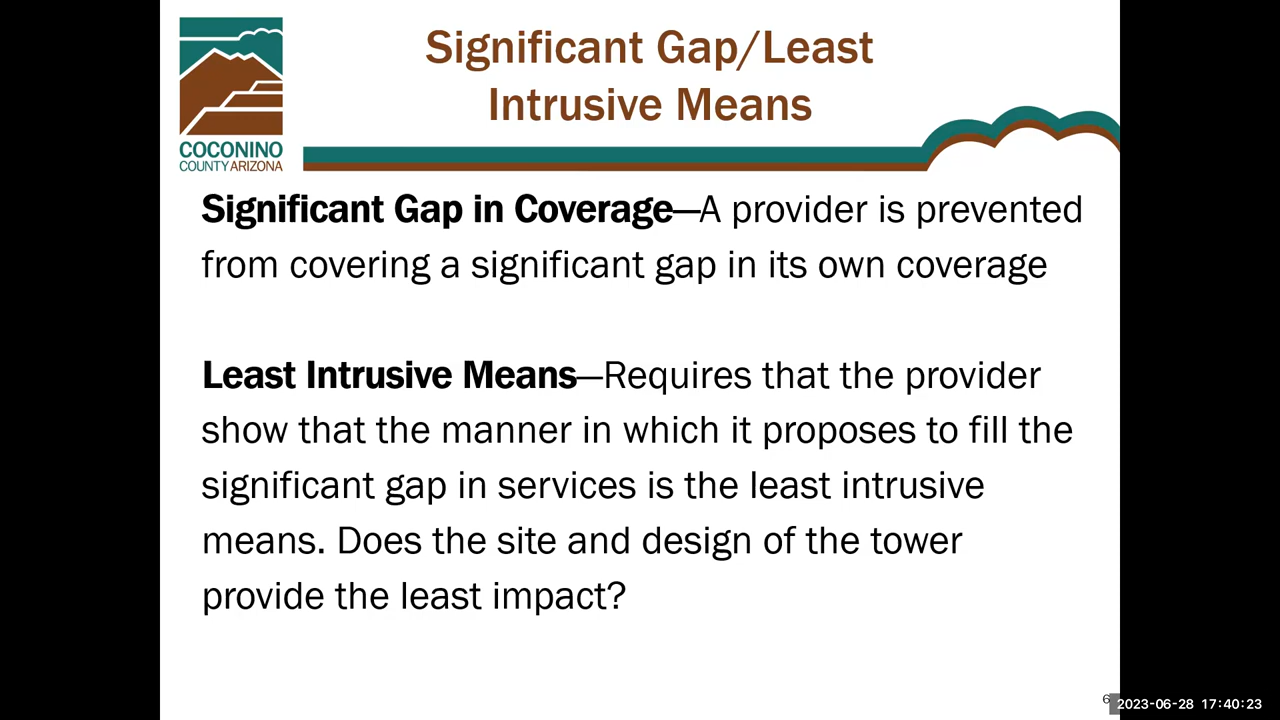 Significant Gap/Least
Intrusive Means
COCONINO
COUNTY ARIZONA
Significant Gap in Coverage—A provider is prevented
from covering a significant gap in its own coverage
Least Intrusive Means—Requires that the provider
show that the manner in which it proposes to fill the
significant gap in services is the least intrusive
means. Does the site and design of the tower
provide the least impact?
6
2023-06-28 17:40:23